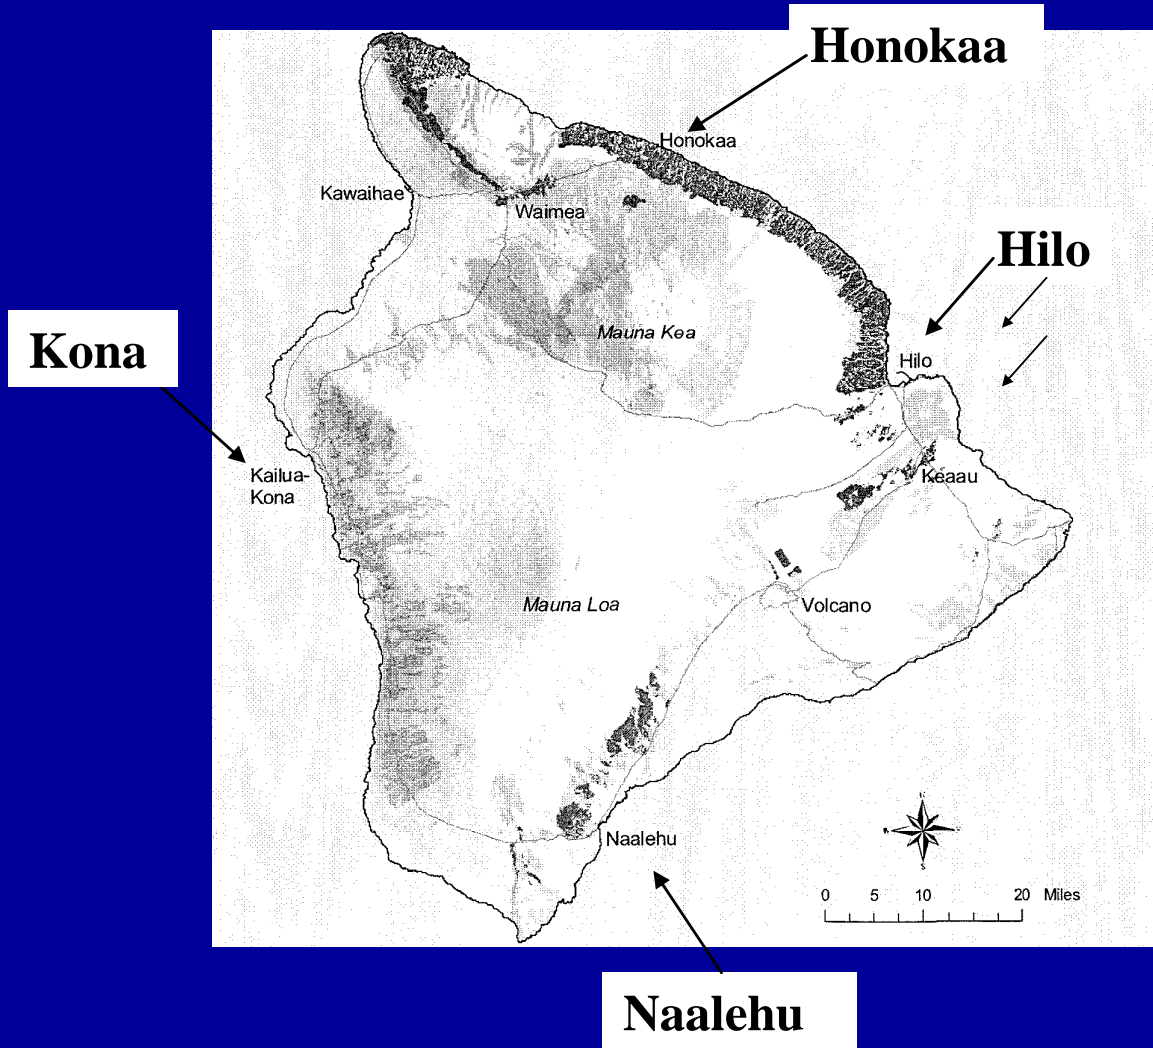 Honokaa
Honokaa
Kawaihae
Waimea
Hilo
Mauna Kea
Kona
Hilo
Kailua-
Kona
Keaau
Mauna Loa
Volcano
Naalehu
S
0 5 10 20 Miles
Naalehu